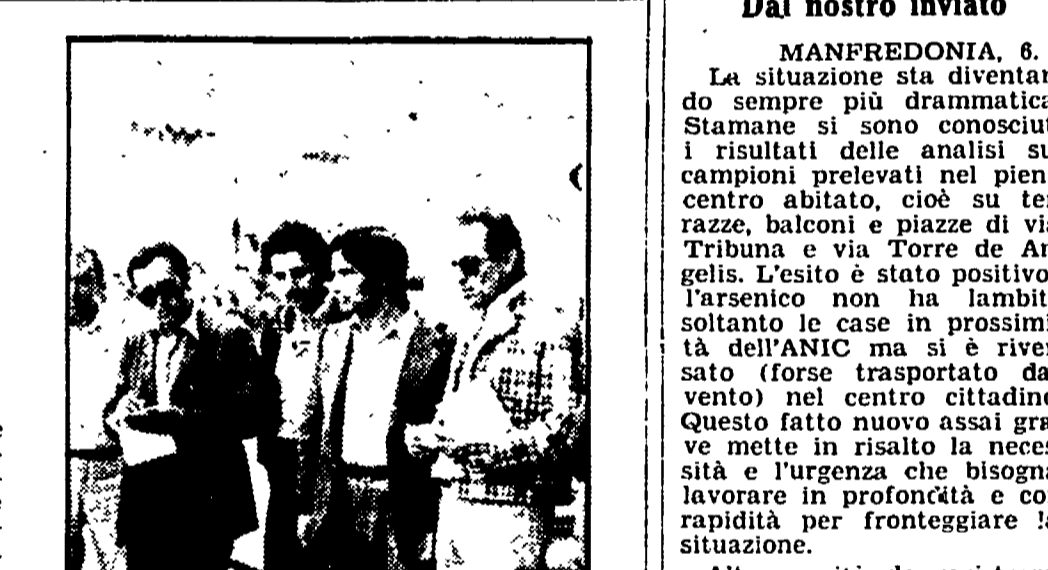 Dal nostro inviato
MANFREDONIA, 6.
La situazione sta diventan
do sempre più drammatica
Stamane si sono conosciut
i risultati delle analisi su
campioni prelevati nel pien
centro abitato, cioè su ter
razze, balconi e piazze di via
Tribuna e via Torre de An
gelis. L'esito è stato positivo
l'arsenico non ha lambit
soltanto le case in prossimi
tà dell'ANIC ma si è river
sato (forse trasportato da
vento) nel centro cittadino
Questo fatto nuovo assai gra
ve mette in risalto la neces
sità e l'urgenza che bisogna
lavorare in profondità e con
rapidità per fronteggiare la
situazione.